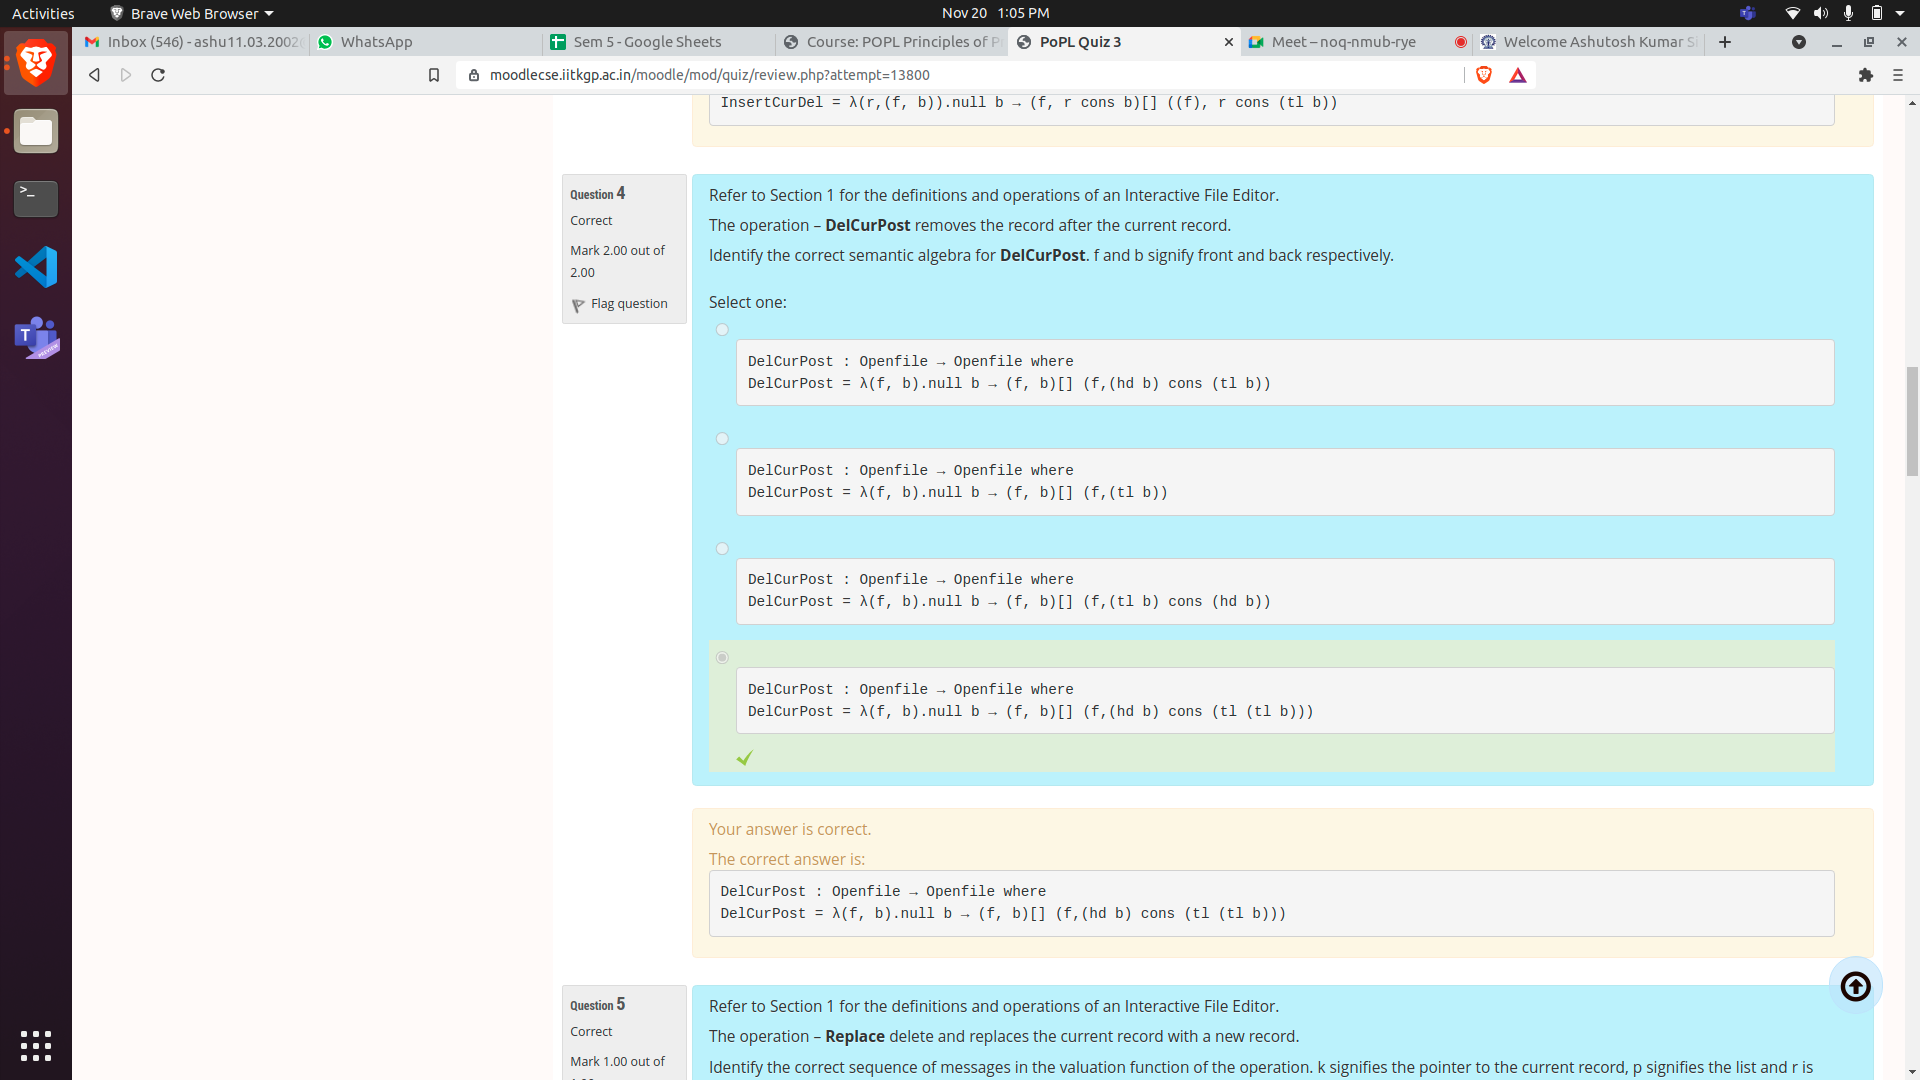 Activities
Brave Web Browser
Nov 20 1:05 PM
Inbox (546) - ashu11.03.2002
WhatsApp
Sem 5 - Google Sheets
Course: POPL Principles of P
PoPL Quiz 3
Meet – noq-nmub-rye
Welcome Ashutosh Kumar Si
moodlecse.iitkgp.ac.in/moodle/mod/quiz/review.php?attempt=13800
InsertCurDel = λ(r,(f, b)).null b → (f, r cons b)[] ((f), r cons (tl b))
Question 4
Correct
Mark 2.00 out of
2.00
Flag question
Refer to Section 1 for the definitions and operations of an Interactive File Editor.
The operation – DelCurPost removes the record after the current record.
Identify the correct semantic algebra for DelCurPost. f and b signify front and back respectively.
Select one:
DelCurPost : Openfile → Openfile where
DelCurPost = λ(f, b).null b → (f, b)[] (f,(hd b) cons (tl b))
DelCurPost : Openfile → Openfile where
DelCurPost = λ(f, b).null b → (f, b)[] (f,(tl b))
DelCurPost : Openfile → Openfile where
DelCurPost = λ(f, b).null b → (f, b)[] (f,(tl b) cons (hd b))
DelCurPost : Openfile → Openfile where
DelCurPost = λ(f, b).null b → (f, b)[] (f,(hd b) cons (tl (tl b)))
Your answer is correct.
The correct answer is:
DelCurPost : Openfile → Openfile where
DelCurPost = λ(f, b).null b → (f, b)[] (f,(hd b) cons (tl (tl b)))
Question 5
Correct
Mark 1.00 out of
Refer to Section 1 for the definitions and operations of an Interactive File Editor.
The operation – Replace delete and replaces the current record with a new record.
Identify the correct sequence of messages in the valuation function of the operation. k signifies the pointer to the current record, p signifies the list and r is